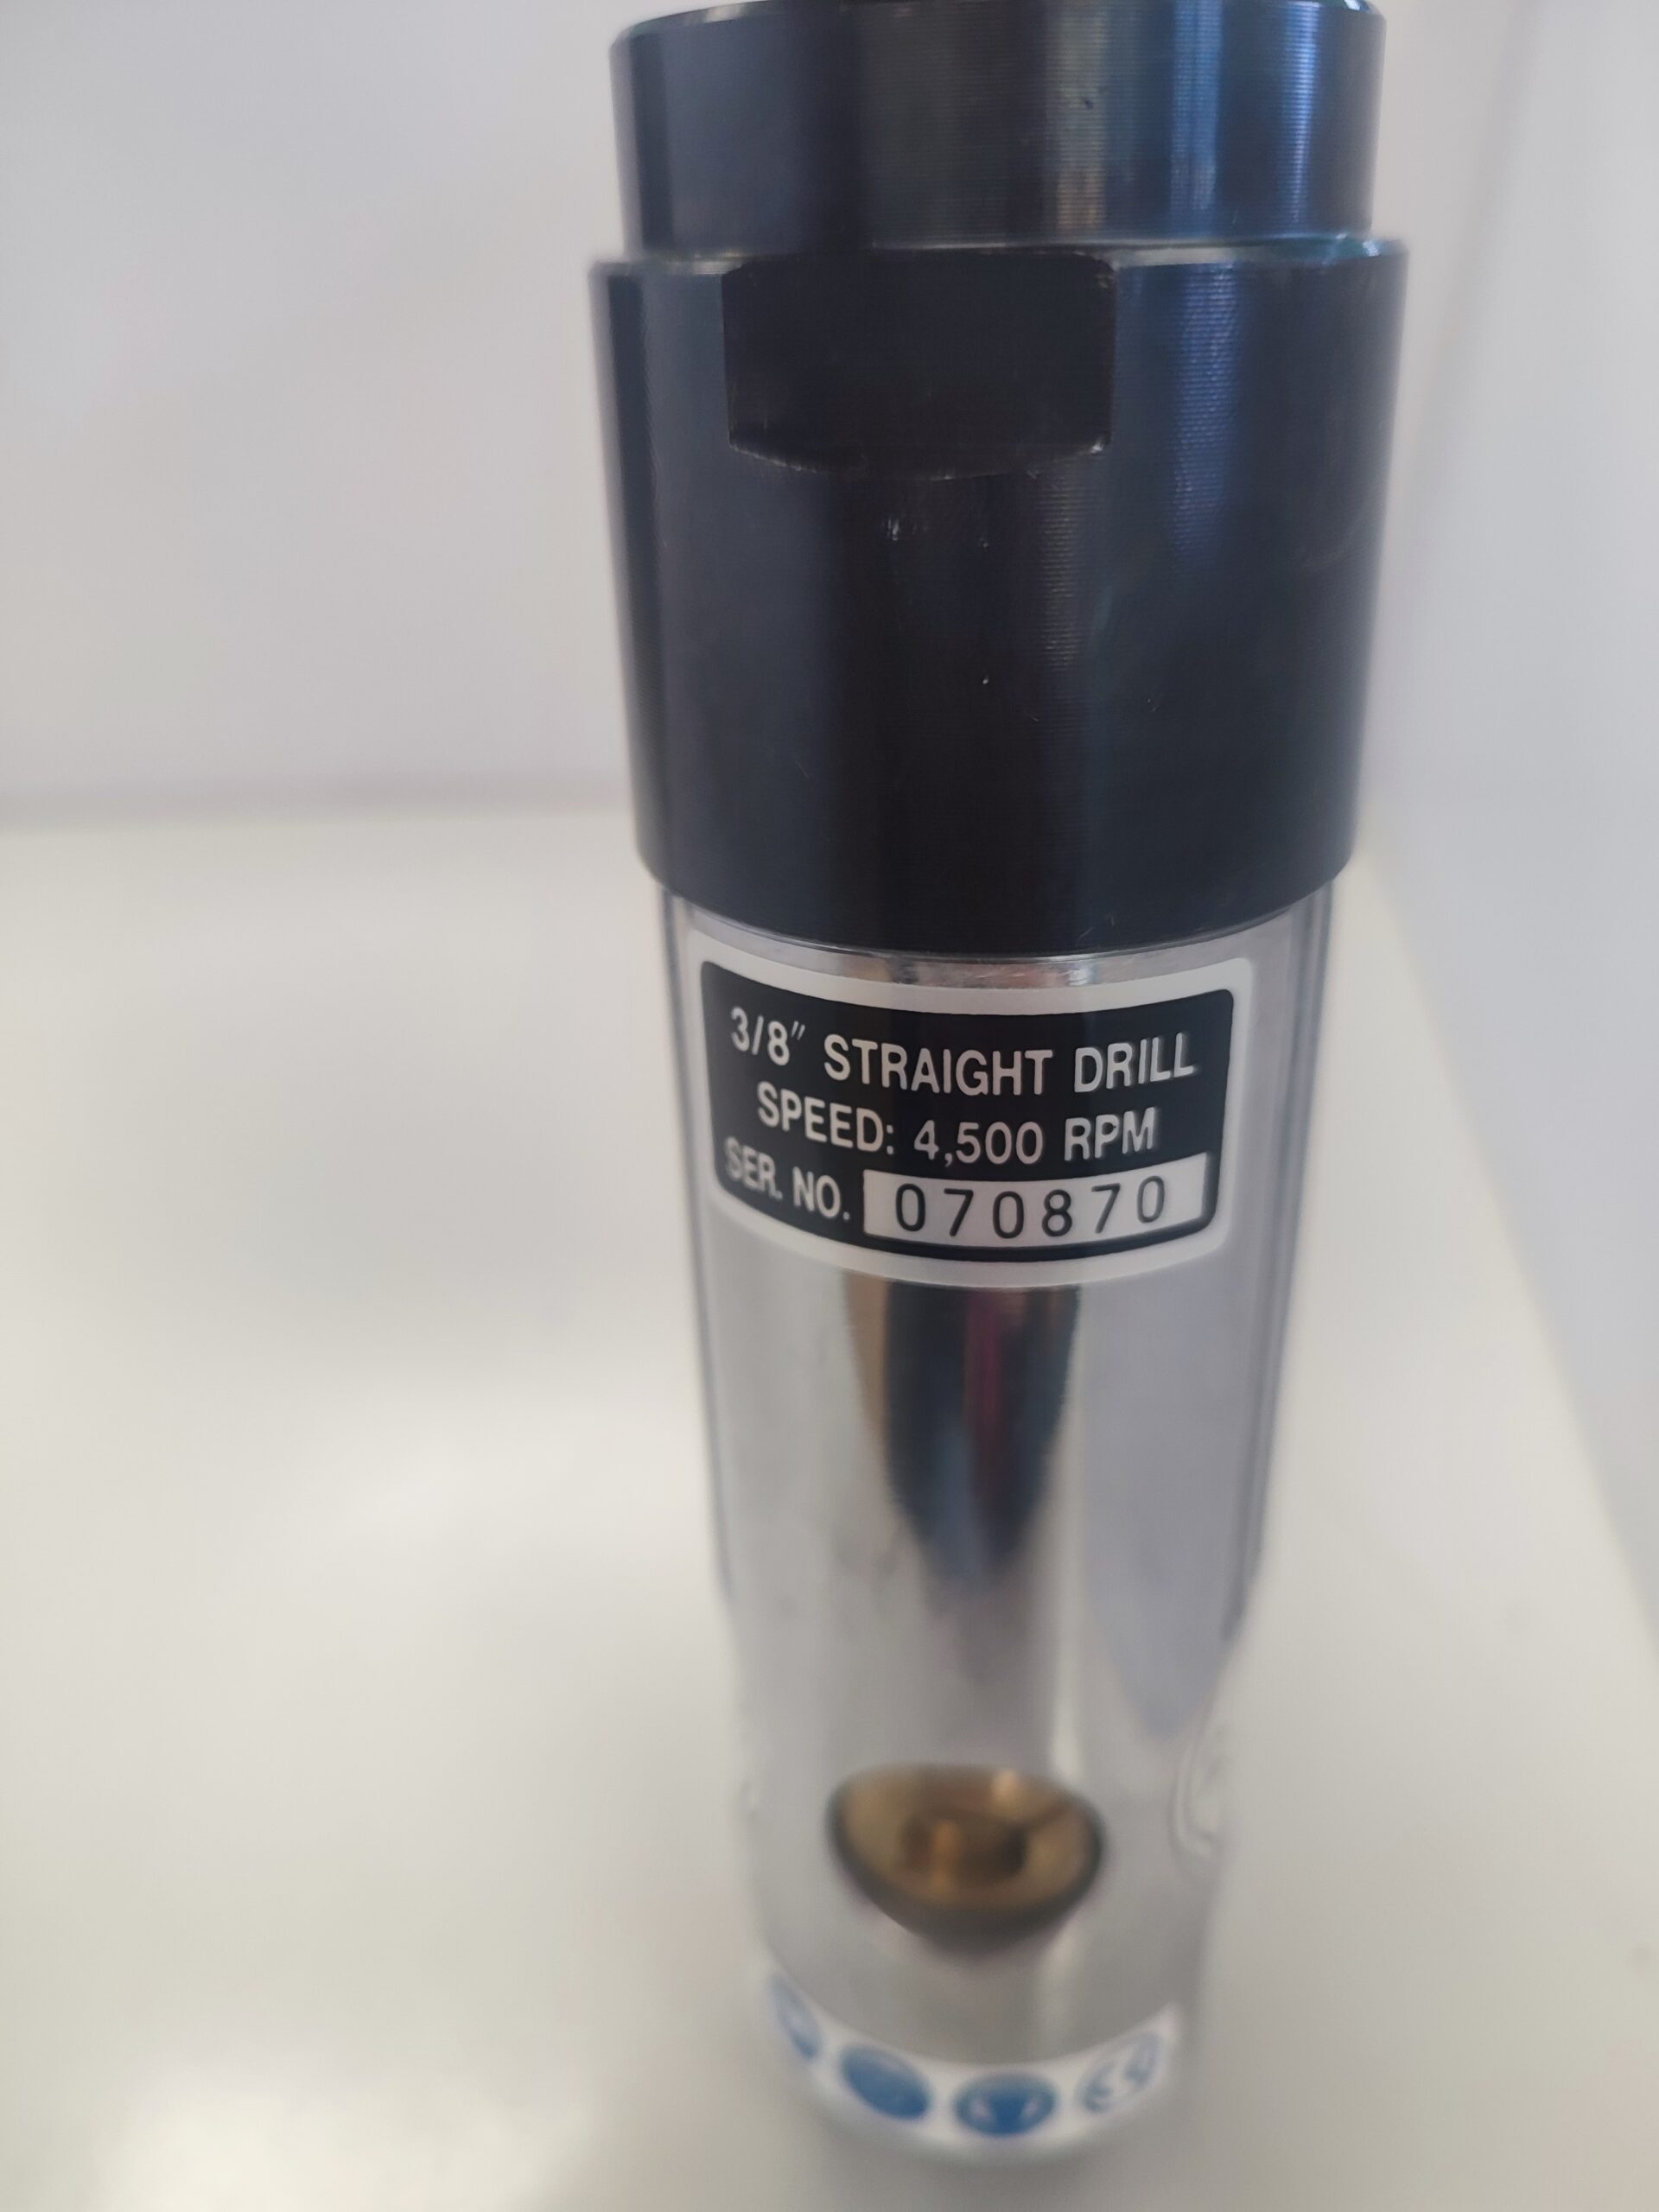 3/8" STRAIGHT DRILL
SPEED: 4,500 RPM
SER. NO. 070870